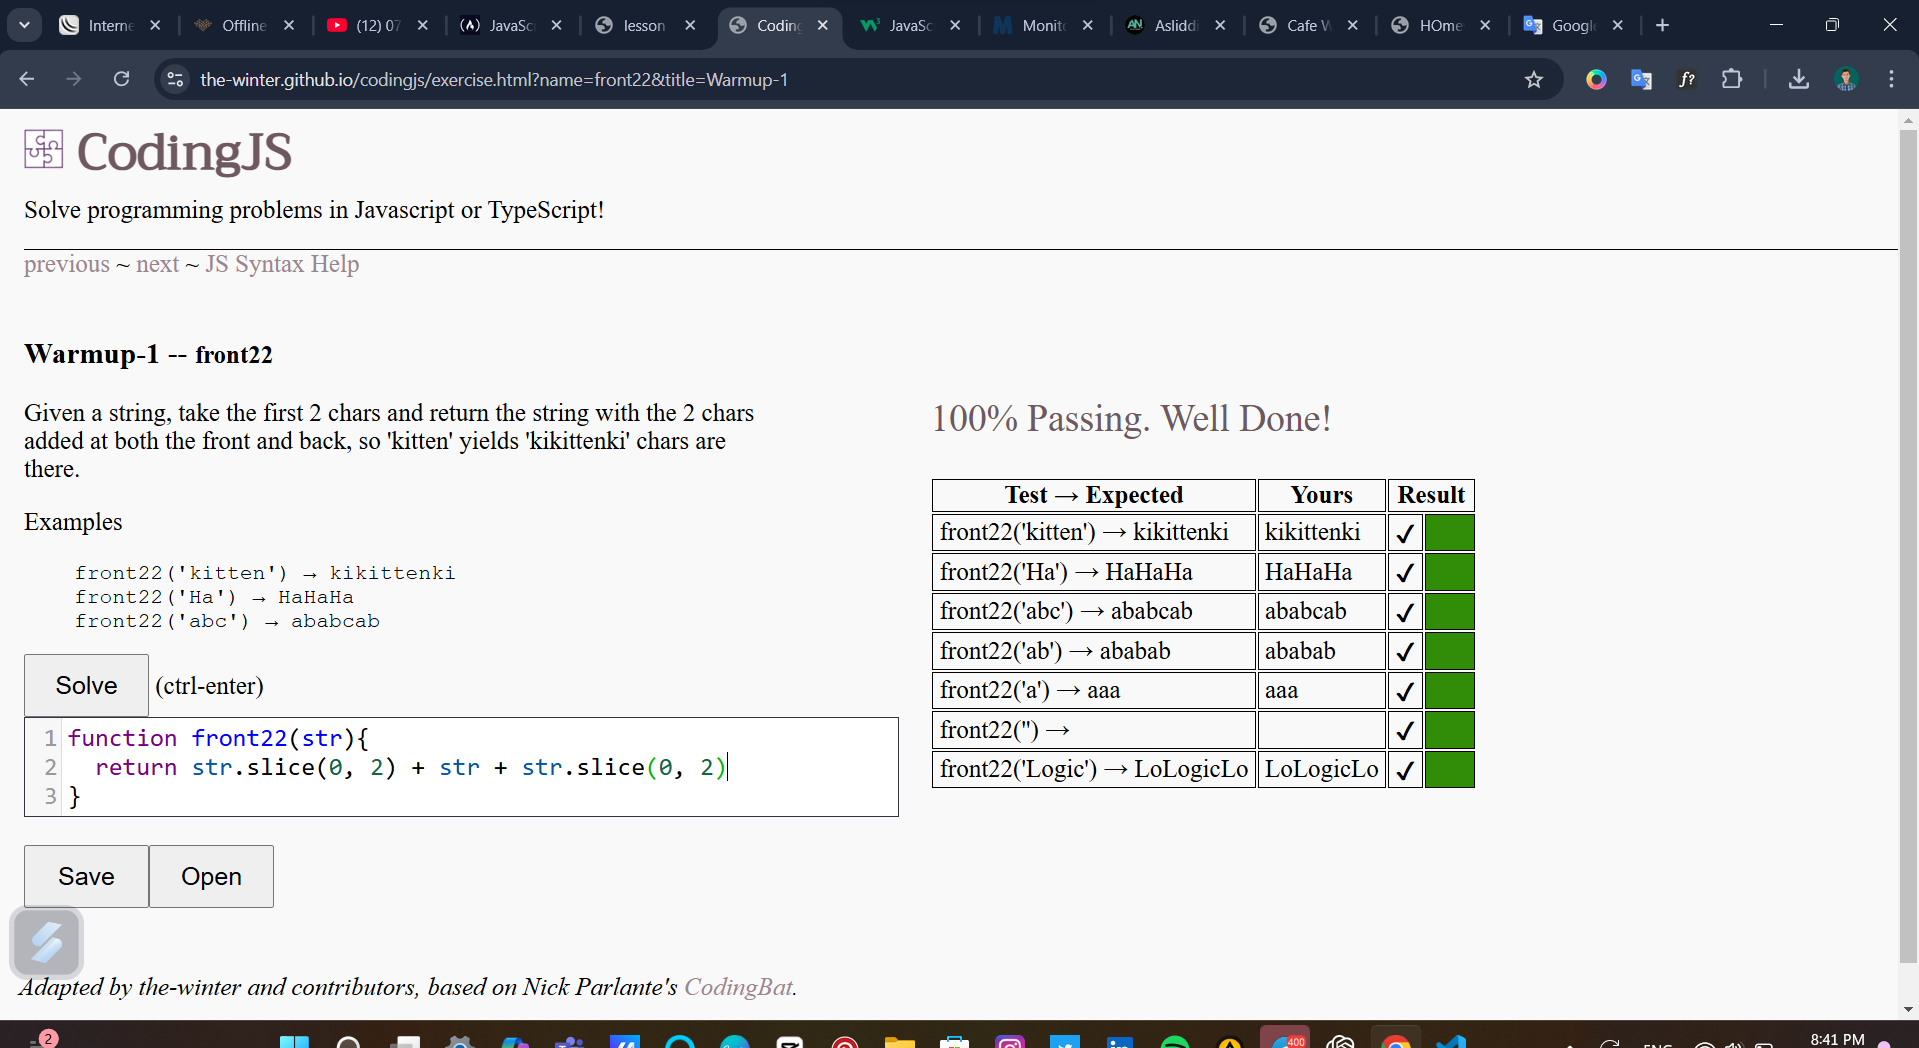 Interne
Offline
(12) 07
JavaSc
lesson
Coding
JavaSc
Monito
Asliddi
Cafe W
HOme
Google
the-winter.github.io/codingjs/exercise.html?name=front22&title=Warmup-1
CodingJS
Solve programming problems in Javascript or TypeScript!
previous ~ next ~ JS Syntax Help
Warmup-1 -- front22
Given a string, take the first 2 chars and return the string with the 2 chars
added at both the front and back, so 'kitten' yields 'kikittenki' chars are
there.
Examples
front22('kitten') → kikittenki
front22('Ha') → HaHaHa
front22('abc') → ababcab
Solve (ctrl-enter)
1 function front22(str){
2   return str.slice(0, 2) + str + str.slice(0, 2)
3 }
Save Open
100% Passing. Well Done!
Test → Expected Yours Result
front22('kitten') → kikittenki kikittenki ✓
front22('Ha') → HaHaHa HaHaHa ✓
front22('abc') → ababcab ababcab ✓
front22('ab') → ababab ababab ✓
front22('a') → aaa aaa ✓
front22('') → ✓
front22('Logic') → LoLogicLo LoLogicLo ✓
Adapted by the-winter and contributors, based on Nick Parlante's CodingBat.
2
400
8:41 PM